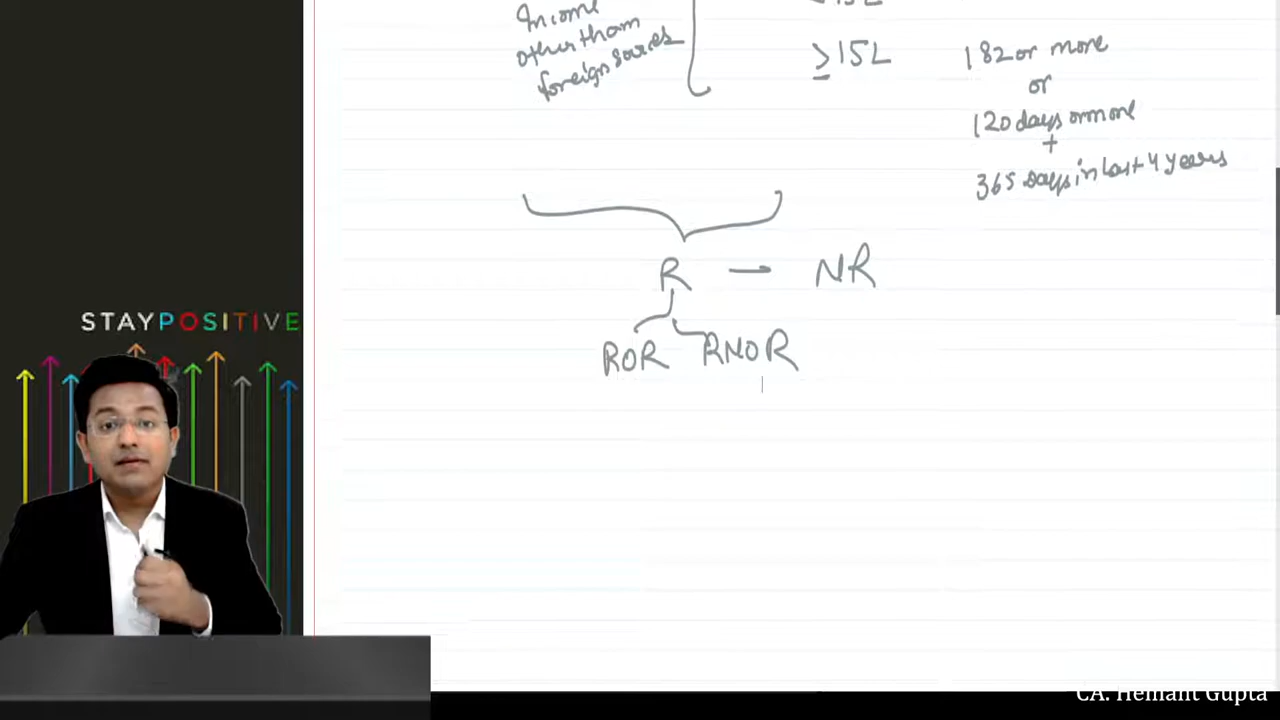 Income
other than
foreign Sources
≥15L
182 or more
or
120 days or more
+
365 days in last 4 years
R — NR
ROR RNOR
STAYPOSITIVE
CA. Hemant Gupta